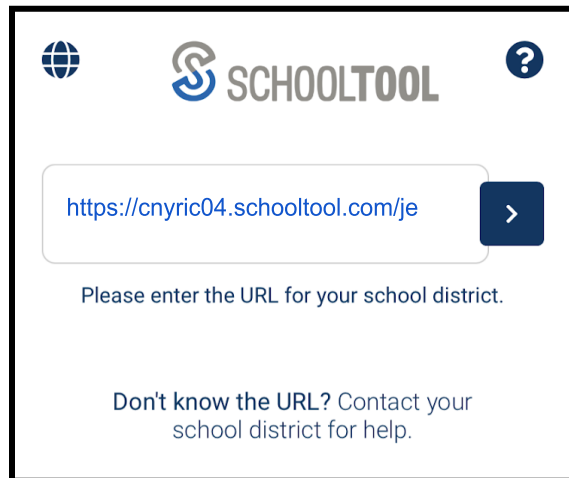 SCHOOLTOOL
https://cnyric04.schooltool.com/je
Please enter the URL for your school district.
Don't know the URL? Contact your
school district for help.